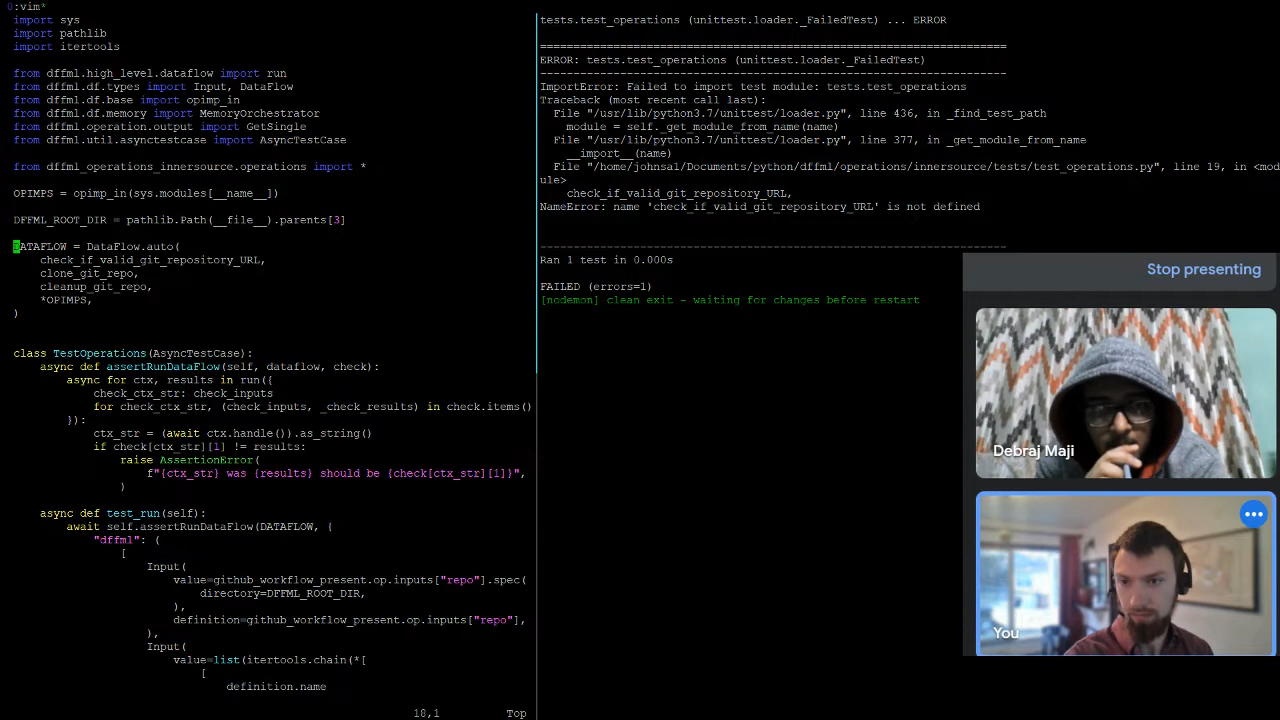 0:vim*
import sys
import pathlib
import itertools
from dffml.high_level.dataflow import run
from dffml.df.types import Input, DataFlow
from dffml.df.base import opimp_in
from dffml.df.memory import MemoryOrchestrator
from dffml.operation.output import GetSingle
from dffml.util.asynctestcase import AsyncTestCase
from dffml_operations_innersource.operations import *
OPIMPS = opimp_in(sys.modules[__name__])
DFFML_ROOT_DIR = pathlib.Path(__file__).parents[3]
DATAFLOW = DataFlow.auto(
    check_if_valid_git_repository_URL,
    clone_git_repo,
    cleanup_git_repo,
    *OPIMPS,
)
class TestOperations(AsyncTestCase):
    async def assertRunDataFlow(self, dataflow, check):
        async for ctx, results in run({
            check_ctx_str: check_inputs
            for check_ctx_str, (check_inputs, _check_results) in check.items()
        }):
            ctx_str = (await ctx.handle()).as_string()
            if check[ctx_str][1] != results:
                raise AssertionError(
                    f"{ctx_str} was {results} should be {check[ctx_str][1]}",
                )
    async def test_run(self):
        await self.assertRunDataFlow(DATAFLOW, {
            "dffml": (
                [
                    Input(
                        value=github_workflow_present.op.inputs["repo"].spec(
                            directory=DFFML_ROOT_DIR,
                        ),
                        definition=github_workflow_present.op.inputs["repo"],
                    ),
                    Input(
                        value=list(itertools.chain(*[
                            [
                                definition.name
18,1 Top
tests.test_operations (unittest.loader._FailedTest) ... ERROR
======================================================================
ERROR: tests.test_operations (unittest.loader._FailedTest)
----------------------------------------------------------------------
ImportError: Failed to import test module: tests.test_operations
Traceback (most recent call last):
  File "/usr/lib/python3.7/unittest/loader.py", line 436, in _find_test_path
    module = self._get_module_from_name(name)
  File "/usr/lib/python3.7/unittest/loader.py", line 377, in _get_module_from_name
    __import__(name)
  File "/home/johnsal/Documents/python/dffml/operations/innersource/tests/test_operations.py", line 19, in <mod
ule>
    check_if_valid_git_repository_URL,
NameError: name 'check_if_valid_git_repository_URL' is not defined
----------------------------------------------------------------------
Ran 1 test in 0.000s
FAILED (errors=1)
[nodemon] clean exit - waiting for changes before restart
Stop presenting
Debraj Maji
You